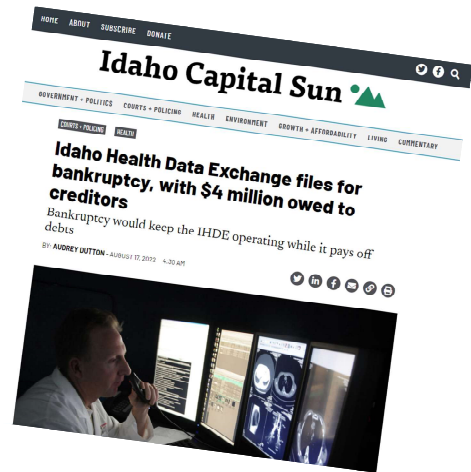 HOME ABOUT SUBSCRIBE DONATE
Idaho Capital Sun
GOVERNMENT + POLITICS COURTS + POLICING HEALTH ENVIRONMENT GROWTH + AFFORDABILITY LIVING COMMENTARY
COURTS + POLICING HEALTH
Idaho Health Data Exchange files for
bankruptcy, with $4 million owed to
creditors
Bankruptcy would keep the IHDE operating while it pays off
debts
BY: AUDREY DUTTON - AUGUST 17, 2022 4:30 AM